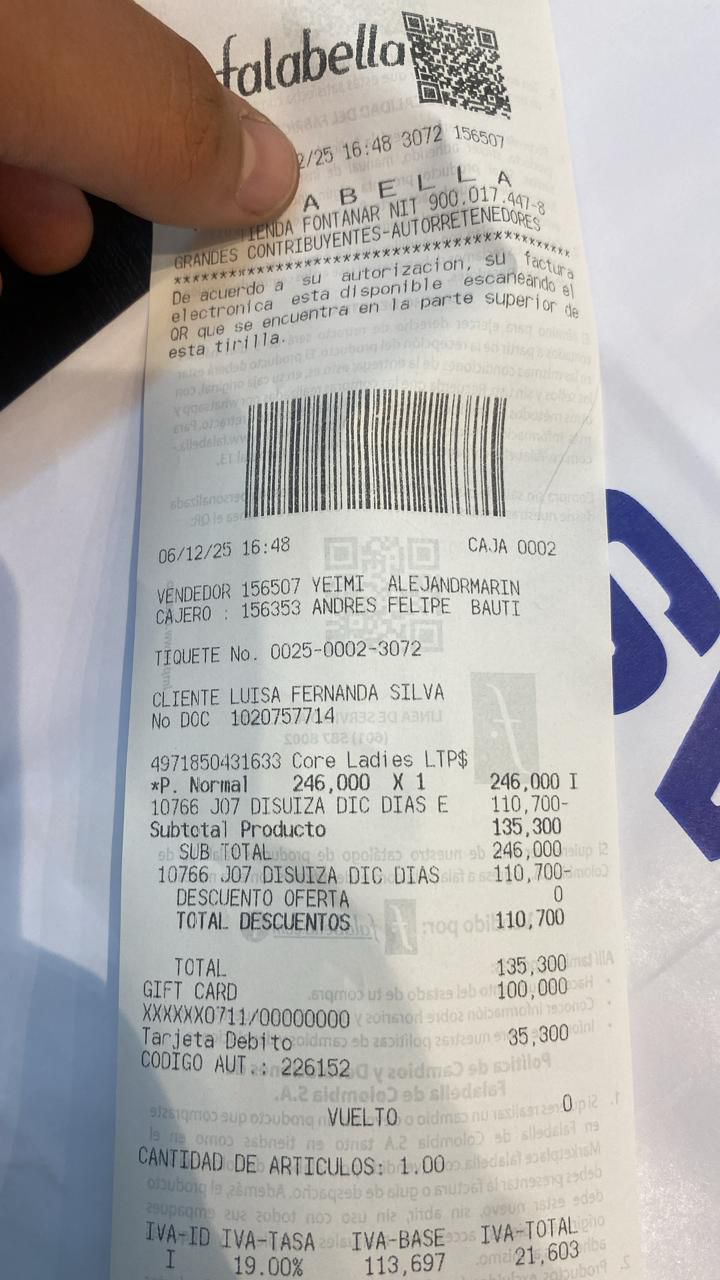 falabella
2/25 16:48 3072 156507
A B E L L A
TIENDA FONTANAR NIT 900.017.447-8
GRANDES CONTRIBUYENTES-AUTORRETENEDORES
*****************************************
De acuerdo a su autorizacion, su factura
electronica esta disponible escaneando el
QR que se encuentra en la parte superior de
esta tirilla.
06/12/25 16:48 CAJA 0002
VENDEDOR 156507 YEIMI ALEJANDRMARIN
CAJERO : 156353 ANDRES FELIPE BAUTI
TIQUETE No. 0025-0002-3072
CLIENTE LUISA FERNANDA SILVA
No DOC 1020757714
4971850431633 Core Ladies LTP$
*P. Normal 246,000 X 1 246,000 I
10766 J07 DISUIZA DIC DIAS E 110,700-
Subtotal Producto 135,300
SUB TOTAL 246,000
10766 J07 DISUIZA DIC DIAS 110,700-
DESCUENTO OFERTA 0
TOTAL DESCUENTOS 110,700
TOTAL 135,300
GIFT CARD 100,000
XXXXXX0711/00000000
Tarjeta Debito 35,300
CODIGO AUT.: 226152
VUELTO 0
CANTIDAD DE ARTICULOS: 1.00
IVA-ID IVA-TASA IVA-BASE IVA-TOTAL
I 19.00% 113,697 21,603